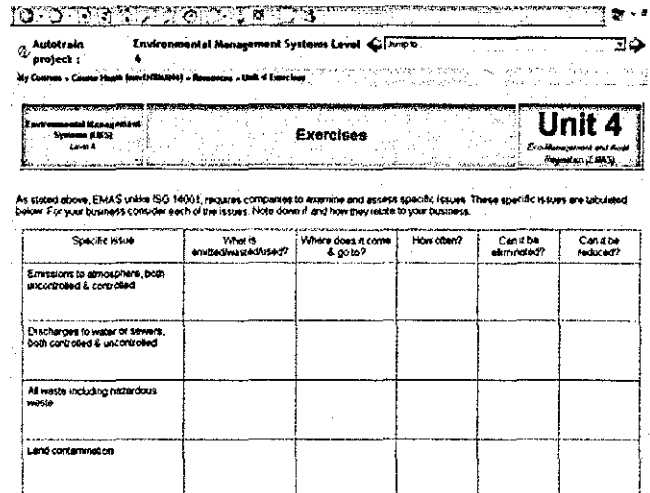 Autotrain project :
Environmental Management Systems Level 4
Jump to
My Courses » Course Health » Resources » Unit 4 Exercises
Environmental Management Systems (EMS)
Level 4
Exercises
Unit 4
Eco-Management and Audit
Regulation (EMAS)
As stated above, EMAS unlike ISO 14001, requires companies to examine and assess specific issues. These specific issues are tabulated
below. For your business consider each of the issues. Note down if and how they relate to your business.
Specific issue
What is emitted/wasted/used?
Where does it come & go to?
How often?
Can it be eliminated?
Can it be reduced?
Emissions to atmosphere, both
uncontrolled & controlled
Discharges to water or sewers,
both controlled & uncontrolled
All waste including hazardous
waste
Land contamination